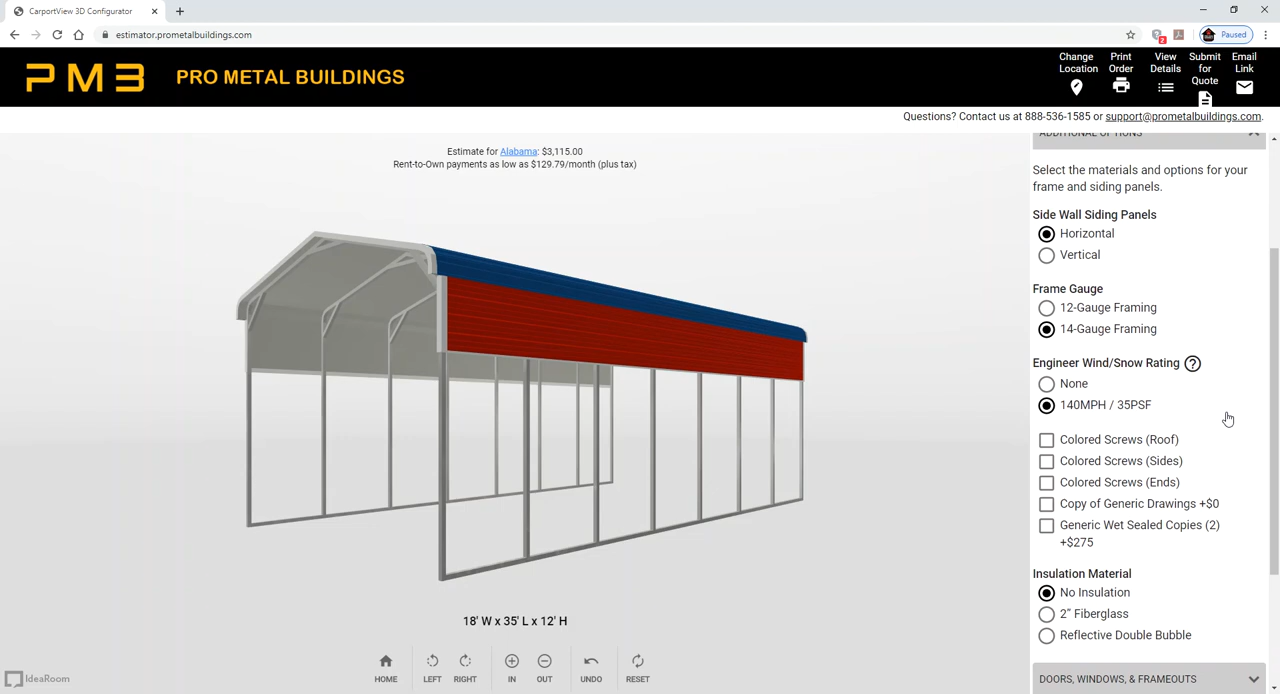 CarportView 3D Configurator
estimator.prometalbuildings.com
2
Paused
PMB
PRO METAL BUILDINGS
Change
Location
Print
Order
View
Details
Submit
for
Quote
Email
Link
Questions? Contact us at 888-536-1585 or support@prometalbuildings.com.
Estimate for Alabama: $3,115.00
Rent-to-Own payments as low as $129.79/month (plus tax)
ADDITIONAL OPTIONS
Select the materials and options for your
frame and siding panels.
Side Wall Siding Panels
Horizontal
Vertical
Frame Gauge
12-Gauge Framing
14-Gauge Framing
Engineer Wind/Snow Rating ?
None
140MPH / 35PSF
Colored Screws (Roof)
Colored Screws (Sides)
Colored Screws (Ends)
Copy of Generic Drawings +$0
Generic Wet Sealed Copies (2)
+$275
Insulation Material
No Insulation
2” Fiberglass
Reflective Double Bubble
DOORS, WINDOWS, & FRAMEOUTS
18' W x 35' L x 12' H
HOME
LEFT
RIGHT
IN
OUT
UNDO
RESET
IdeaRoom